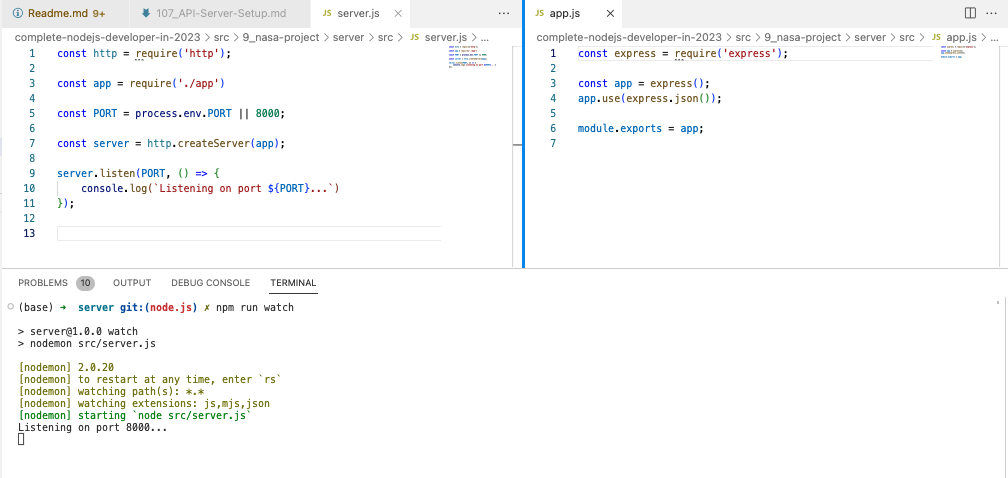 Readme.md 9+
107_API-Server-Setup.md
JS server.js
JS app.js
complete-nodejs-developer-in-2023 > src > 9_nasa-project > server > src > JS server.js > ...
1 const http = require('http');
2
3 const app = require('./app')
4
5 const PORT = process.env.PORT || 8000;
6
7 const server = http.createServer(app);
8
9 server.listen(PORT, () => {
10 console.log(`Listening on port ${PORT}...`)
11 });
12
13
complete-nodejs-developer-in-2023 > src > 9_nasa-project > server > src > JS app.js > ...
1 const express = require('express');
2
3 const app = express();
4 app.use(express.json());
5
6 module.exports = app;
7
PROBLEMS 10 OUTPUT DEBUG CONSOLE TERMINAL
(base) ➜ server git:(node.js) ✗ npm run watch
> server@1.0.0 watch
> nodemon src/server.js
[nodemon] 2.0.20
[nodemon] to restart at any time, enter `rs`
[nodemon] watching path(s): *.*
[nodemon] watching extensions: js,mjs,json
[nodemon] starting `node src/server.js`
Listening on port 8000...